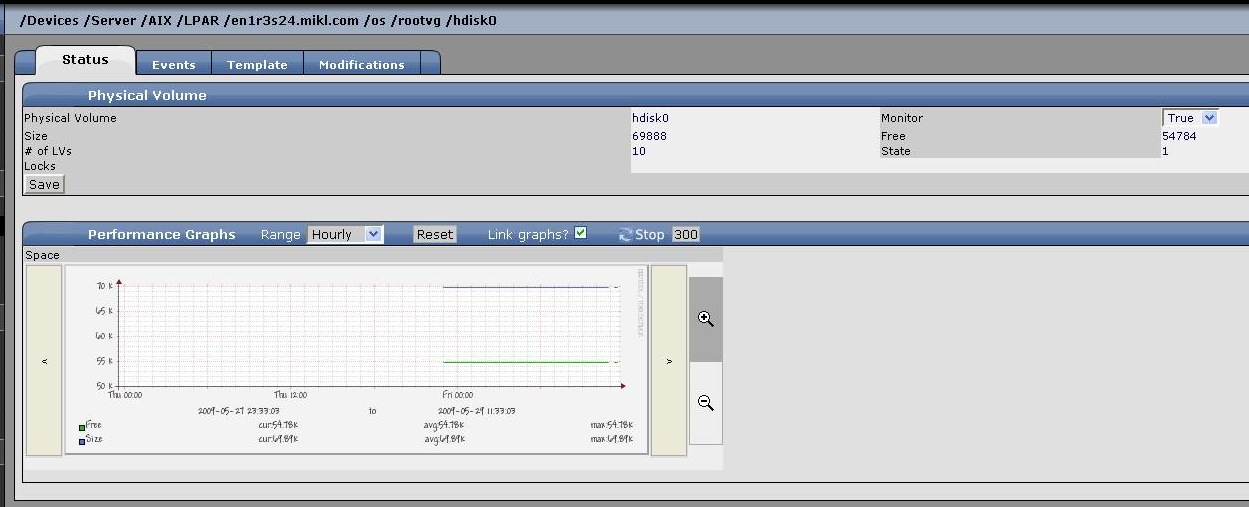 /Devices /Server /AIX /LPAR /en1r3s24.mikl.com /os /rootvg /hdisk0
Status Events Template Modifications
Physical Volume
Physical Volume hdisk0 Monitor True
Size 69888 Free 54784
# of LVs 10 State 1
Locks
Save
Performance Graphs Range Hourly Reset Link graphs? Stop 300
Space
70 K
65 K
60 K
55 K
50 K
< >
Thu 00:00 Thu 12:00 Fri 00:00
2009-05-27 23:33:03 to 2009-05-29 11:33:03
Free cur:54.78K avg:54.78K max:54.78K
Size cur:69.89K avg:69.89K max:69.89K